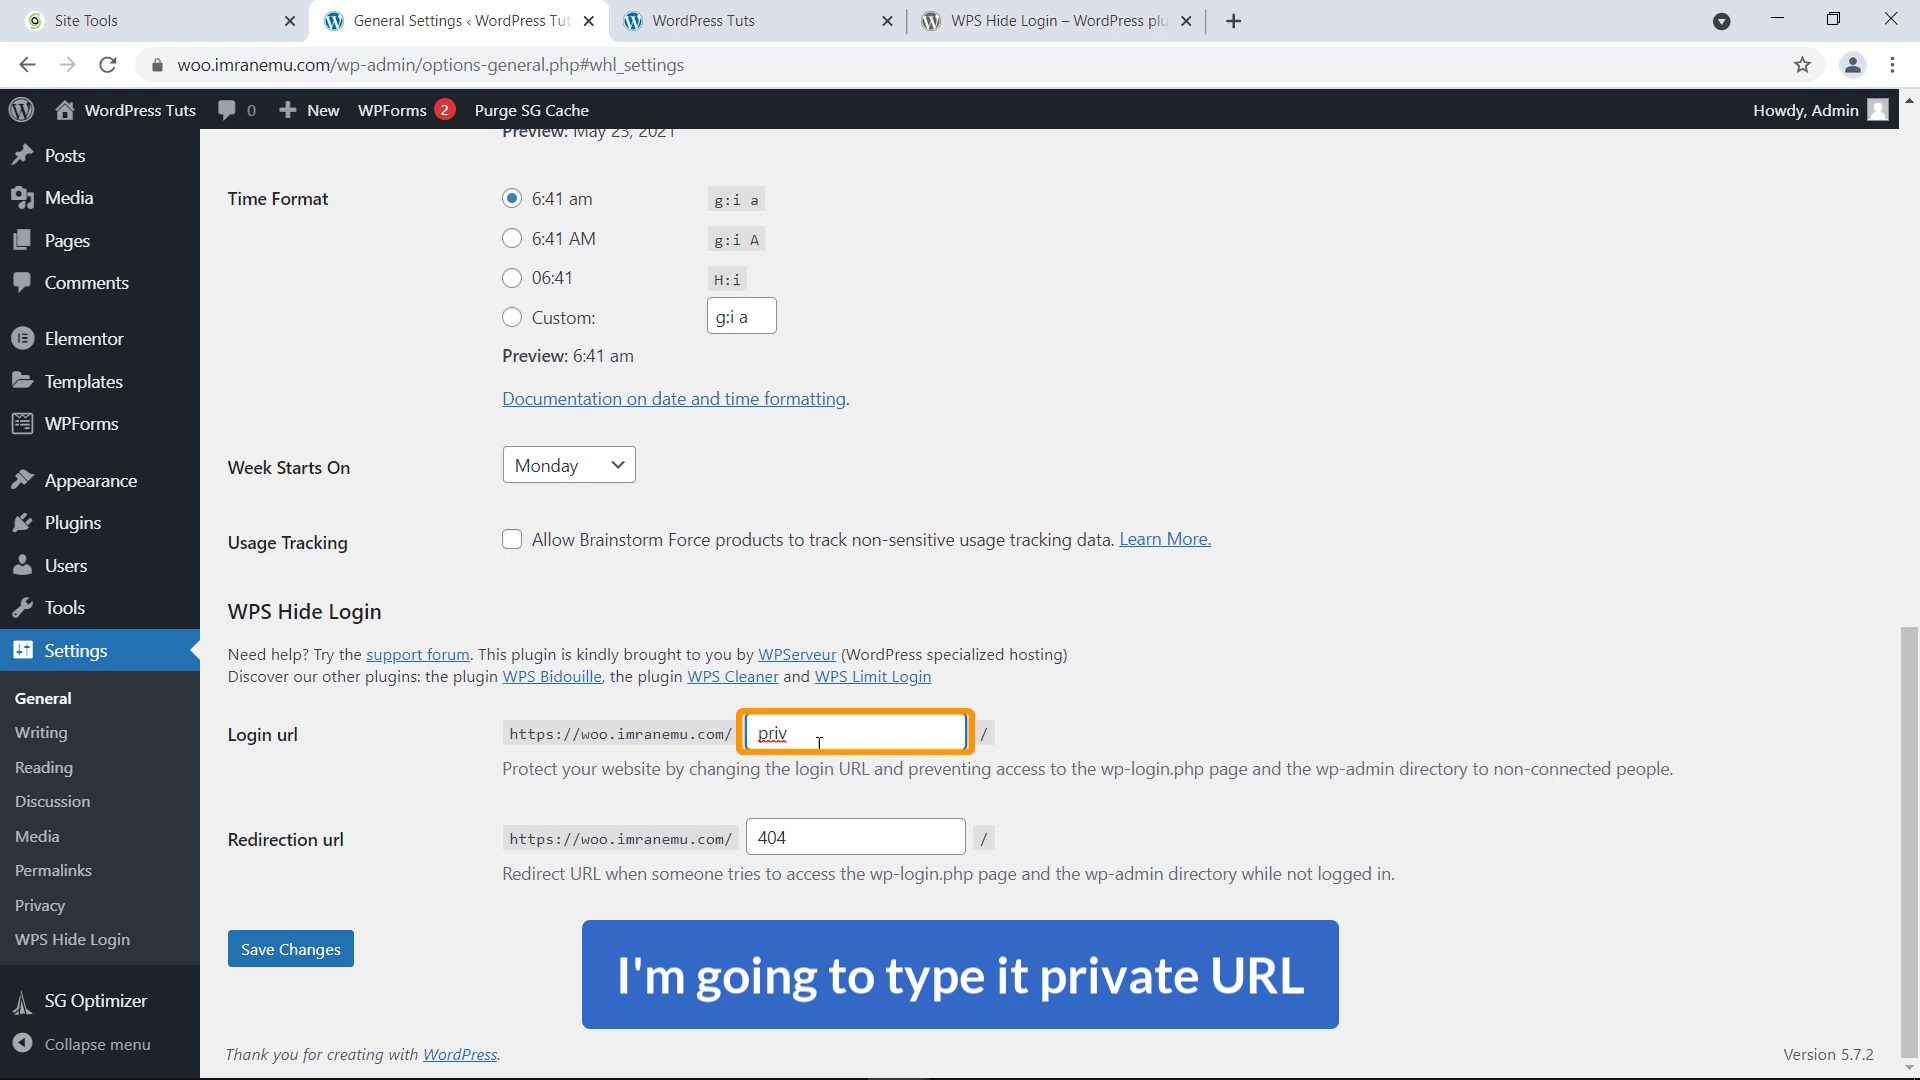 Site Tools
General Settings ‹ WordPress Tut
WordPress Tuts
WPS Hide Login – WordPress plu
woo.imranemu.com/wp-admin/options-general.php#whl_settings
WordPress Tuts
0
New
WPForms 2
Purge SG Cache
Howdy, Admin
Preview: May 23, 2021
Posts
Media
Pages
Comments
Elementor
Templates
WPForms
Appearance
Plugins
Users
Tools
Settings
General
Writing
Reading
Discussion
Media
Permalinks
Privacy
WPS Hide Login
SG Optimizer
Collapse menu
Time Format
6:41 am g:i a
6:41 AM g:i A
06:41 H:i
Custom: g:i a
Preview: 6:41 am
Documentation on date and time formatting.
Week Starts On
Monday
Usage Tracking
Allow Brainstorm Force products to track non-sensitive usage tracking data. Learn More.
WPS Hide Login
Need help? Try the support forum. This plugin is kindly brought to you by WPServeur (WordPress specialized hosting)
Discover our other plugins: the plugin WPS Bidouille, the plugin WPS Cleaner and WPS Limit Login
Login url
https://woo.imranemu.com/ priv /
Protect your website by changing the login URL and preventing access to the wp-login.php page and the wp-admin directory to non-connected people.
Redirection url
https://woo.imranemu.com/ 404 /
Redirect URL when someone tries to access the wp-login.php page and the wp-admin directory while not logged in.
Save Changes
I'm going to type it private URL
Thank you for creating with WordPress.
Version 5.7.2